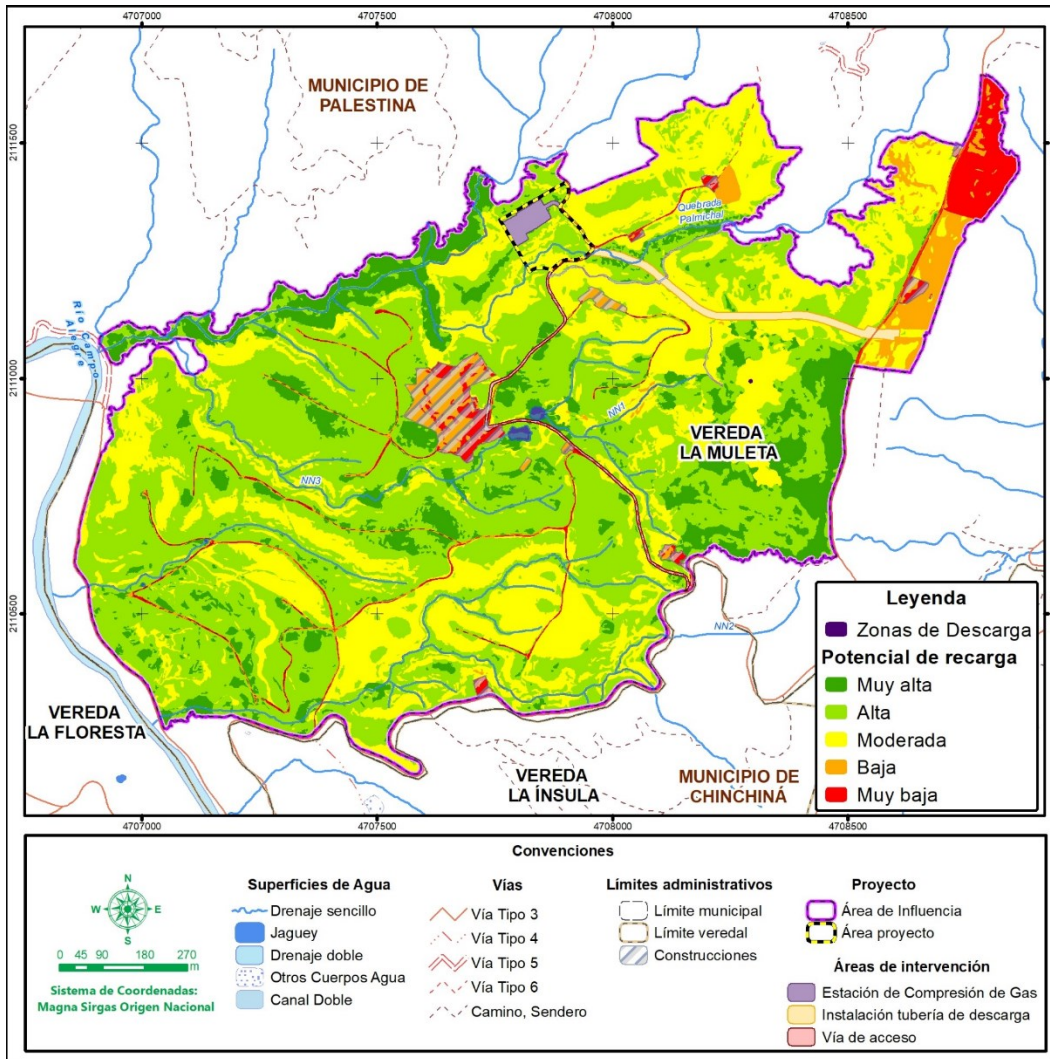 4707000 4707500 4708000 4708500
2111500
2111000
2110500
MUNICIPIO DE
PALESTINA
Quebrada
Palmichal
Río Campo
Alegre
NN1
VEREDA
LA MULETA
NN3
NN2
VEREDA
LA FLORESTA
VEREDA
LA ÍNSULA
MUNICIPIO DE
CHINCHINÁ
Leyenda
Zonas de Descarga
Potencial de recarga
Muy alta
Alta
Moderada
Baja
Muy baja
4707000 4707500 4708000 4708500
Convenciones
N
W E
S
0 45 90 180 270
m
Sistema de Coordenadas:
Magna Sirgas Origen Nacional
Superficies de Agua
Drenaje sencillo
Jaguey
Drenaje doble
Otros Cuerpos Agua
Canal Doble
Vías
Vía Tipo 3
Vía Tipo 4
Vía Tipo 5
Vía Tipo 6
Camino, Sendero
Límites administrativos
Límite municipal
Límite veredal
Construcciones
Proyecto
Área de Influencia
Área proyecto
Áreas de intervención
Estación de Compresión de Gas
Instalación tubería de descarga
Vía de acceso